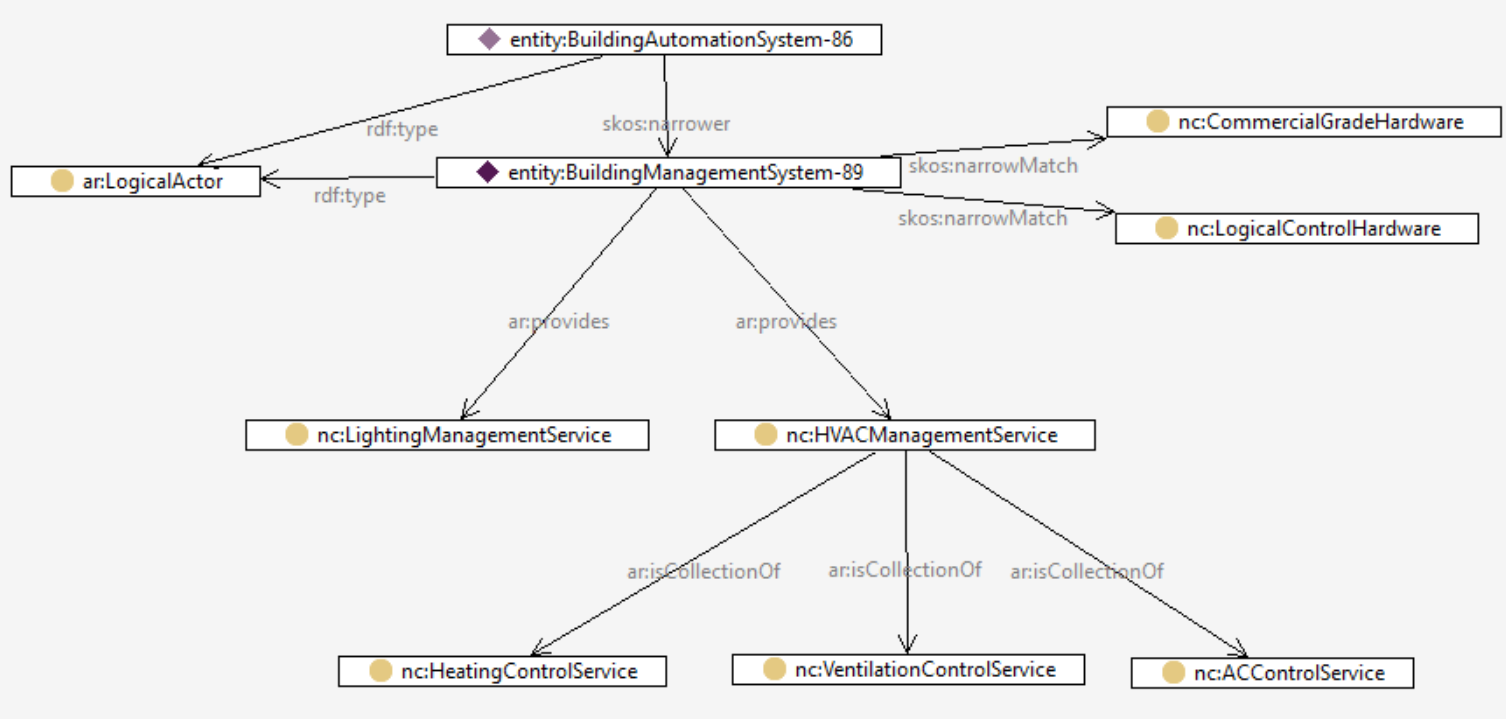 entity:BuildingAutomationSystem-86
rdf:type
skos:narrower
nc:CommercialGradeHardware
skos:narrowMatch
ar:LogicalActor
entity:BuildingManagementSystem-89
rdf:type
skos:narrowMatch
nc:LogicalControlHardware
ar:provides
ar:provides
nc:LightingManagementService
nc:HVACManagementService
ar:isCollectionOf
ar:isCollectionOf
ar:isCollectionOf
nc:HeatingControlService
nc:VentilationControlService
nc:ACControlService